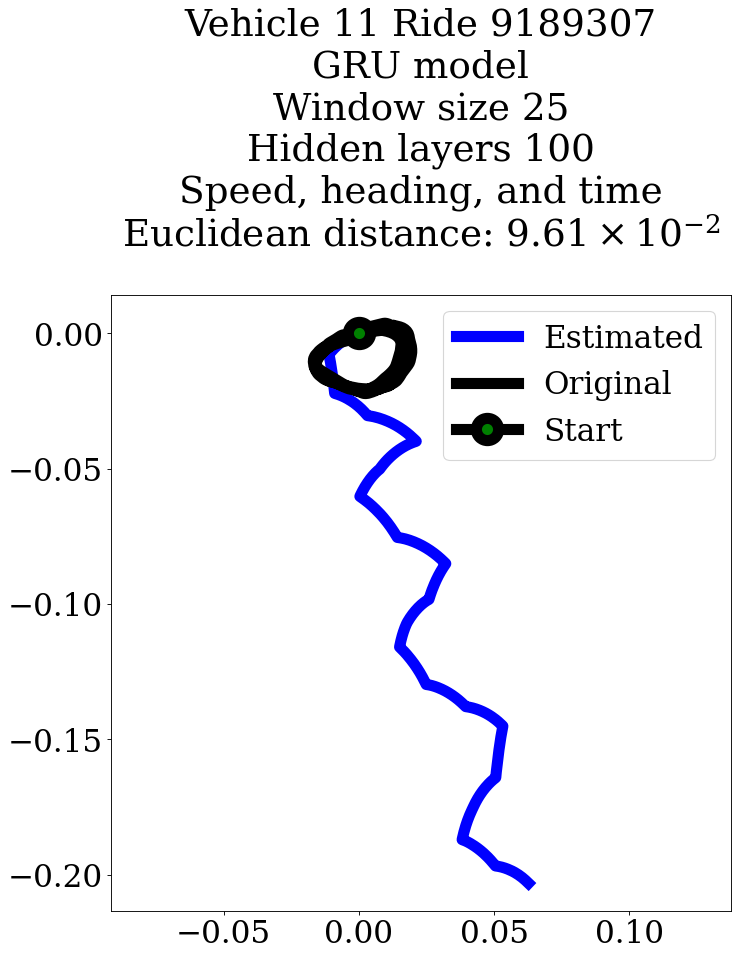 Vehicle 11 Ride 9189307
GRU model
Window size 25
Hidden layers 100
Speed, heading, and time
Euclidean distance: 9.61 × 10⁻²
Estimated
Original
Start
0.00
−0.05
−0.10
−0.15
−0.20
−0.05 0.00 0.05 0.10